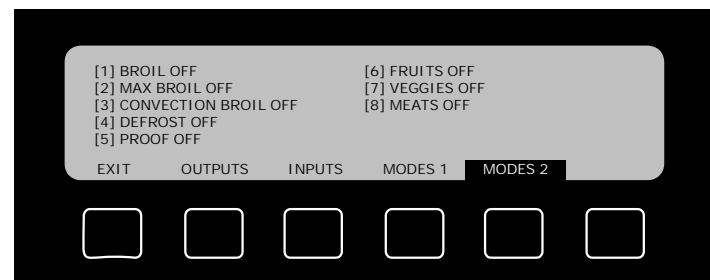 [1] BROIL OFF
[2] MAX BROIL OFF
[3] CONVECTION BROIL OFF
[4] DEFROST OFF
[5] PROOF OFF
[6] FRUITS OFF
[7] VEGGIES OFF
[8] MEATS OFF
EXIT OUTPUTS INPUTS MODES 1 MODES 2